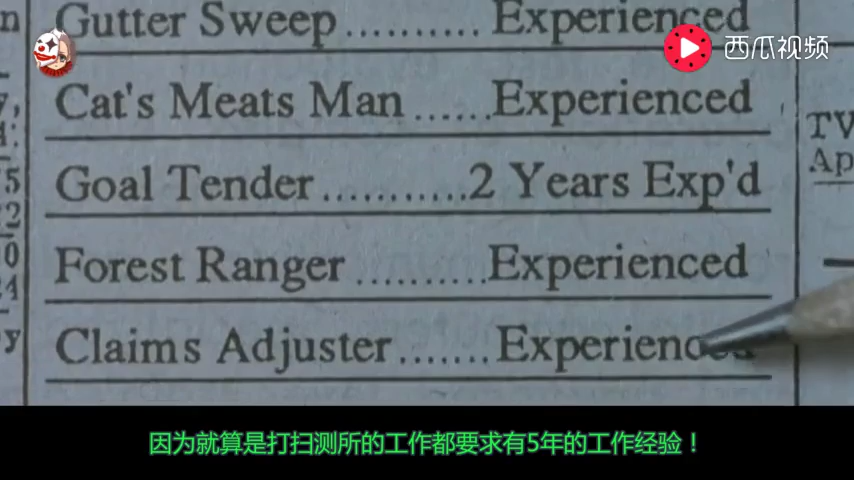 Gutter Sweep.......... Experienced
西瓜视频
Cat's Meats Man ......Experienced
Goal Tender...........2 Years Exp'd
Forest Ranger ..........Experienced
Claims Adjuster.......Experienced
TV
Ap
因为就算是打扫测所的工作都要求有5年的工作经验！